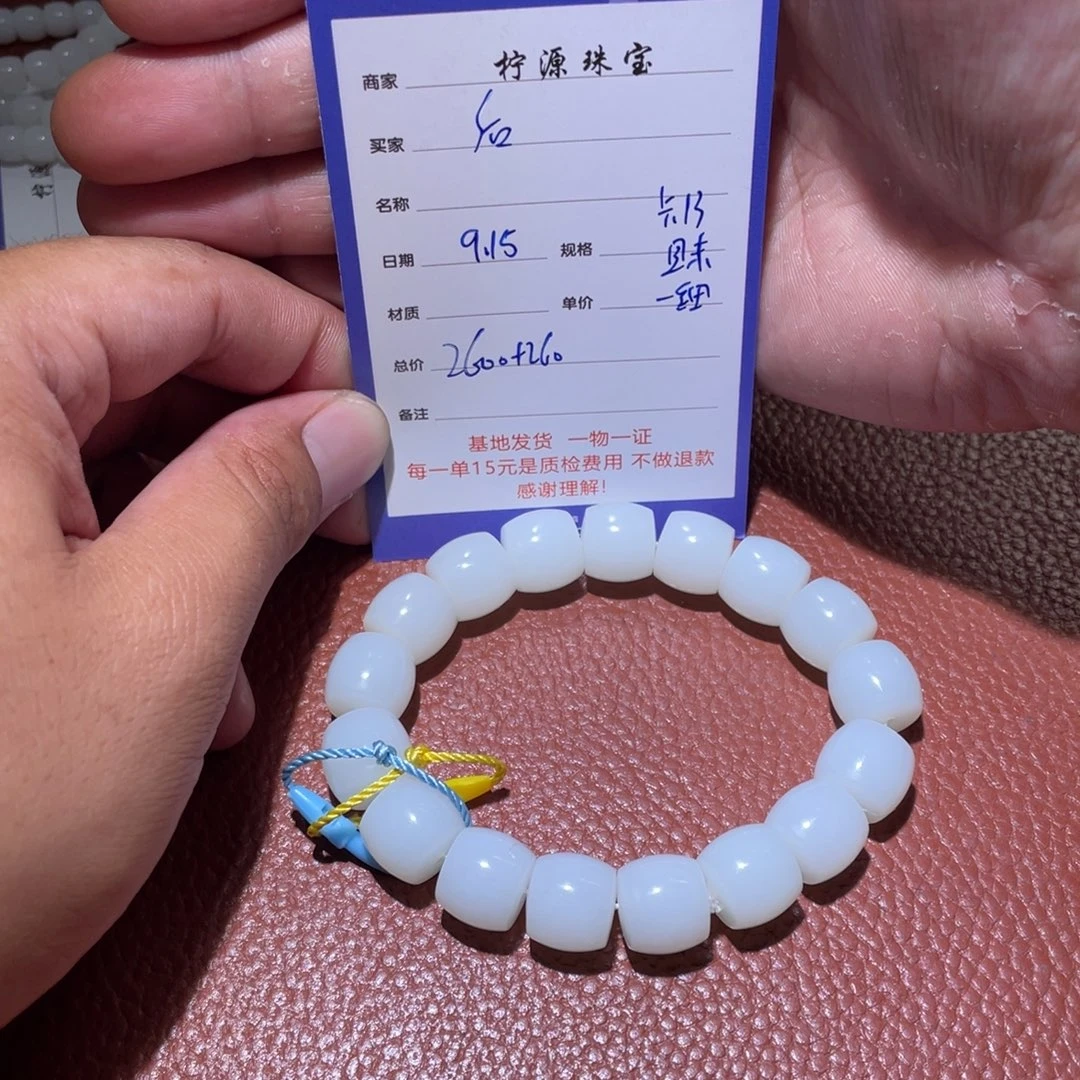 商家 柠源珠宝
买家
名称
日期 9.15 规格
材质 单价
总价 2600+260
备注
基地发货 一物一证
每一单15元是质检费用 不做退款
感谢理解!